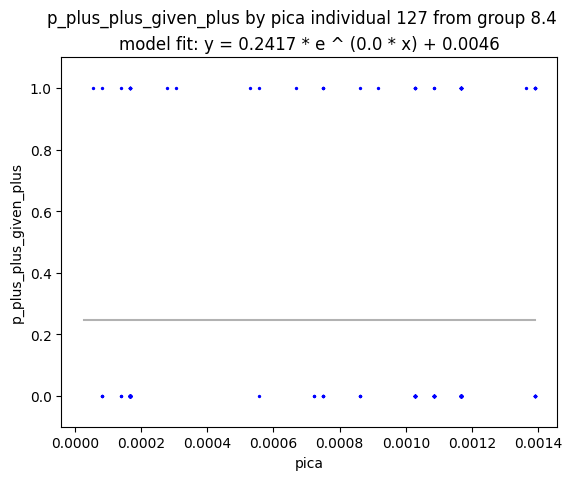 p_plus_plus_given_plus by pica individual 127 from group 8.4
model fit: y = 0.2417 * e ^ (0.0 * x) + 0.0046
1.0
0.8
0.6
0.4
0.2
0.0
p_plus_plus_given_plus
0.0000 0.0002 0.0004 0.0006 0.0008 0.0010 0.0012 0.0014
pica